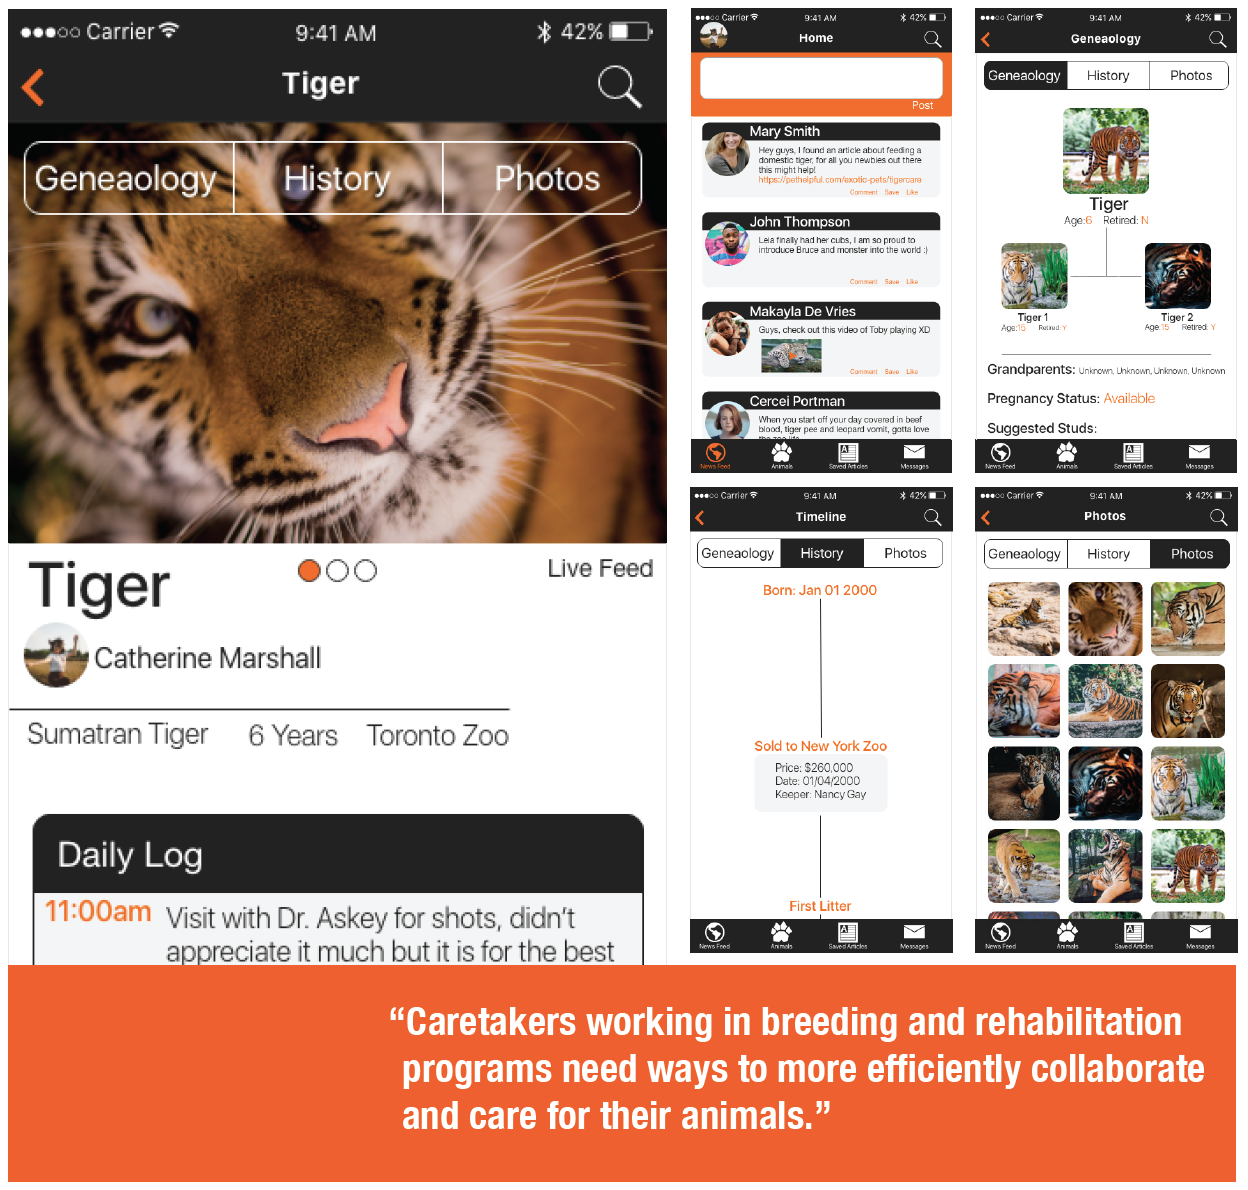 Carrier
9:41 AM
42%
Tiger
Geneaology
History
Photos
Tiger
Live Feed
Catherine Marshall
Sumatran Tiger
6 Years
Toronto Zoo
Daily Log
11:00am
Visit with Dr. Askey for shots, didn't
appreciate it much but it is for the best
Carrier
9:41 AM
42%
Home
Post
Mary Smith
Hey guys, I found an article about feeding a
domestic tiger, for all you newbies out there
this might help!
https://pethelpful.com/exotic-pets/tigercare
Comment Save Like
John Thompson
Leia finally had her cubs, I am so proud to
introduce Bruce and monster into the world :)
Comment Save Like
Makayla De Vries
Guys, check out this video of Toby playing XD
Comment Save Like
Cercei Portman
When you start off your day covered in beef
blood, tiger pee and leopard vomit, gotta love
the zoo life
News Feed
Animals
Saved Articles
Messages
Carrier
9:41 AM
42%
Geneaology
Geneaology
History
Photos
Tiger
Age:6 Retired: N
Tiger 1
Age:15 Retired: Y
Tiger 2
Age:15 Retired: Y
Grandparents: Unknown, Unknown, Unknown, Unknown
Pregnancy Status: Available
Suggested Studs:
News Feed
Animals
Saved Articles
Messages
Carrier
9:41 AM
42%
Timeline
Geneaology
History
Photos
Born: Jan 01 2000
Sold to New York Zoo
Price: $260,000
Date: 01/04/2000
Keeper: Nancy Gay
First Litter
News Feed
Animals
Saved Articles
Messages
Carrier
9:41 AM
42%
Photos
Geneaology
History
Photos
News Feed
Animals
Saved Articles
Messages
“Caretakers working in breeding and rehabilitation
programs need ways to more efficiently collaborate
and care for their animals.”